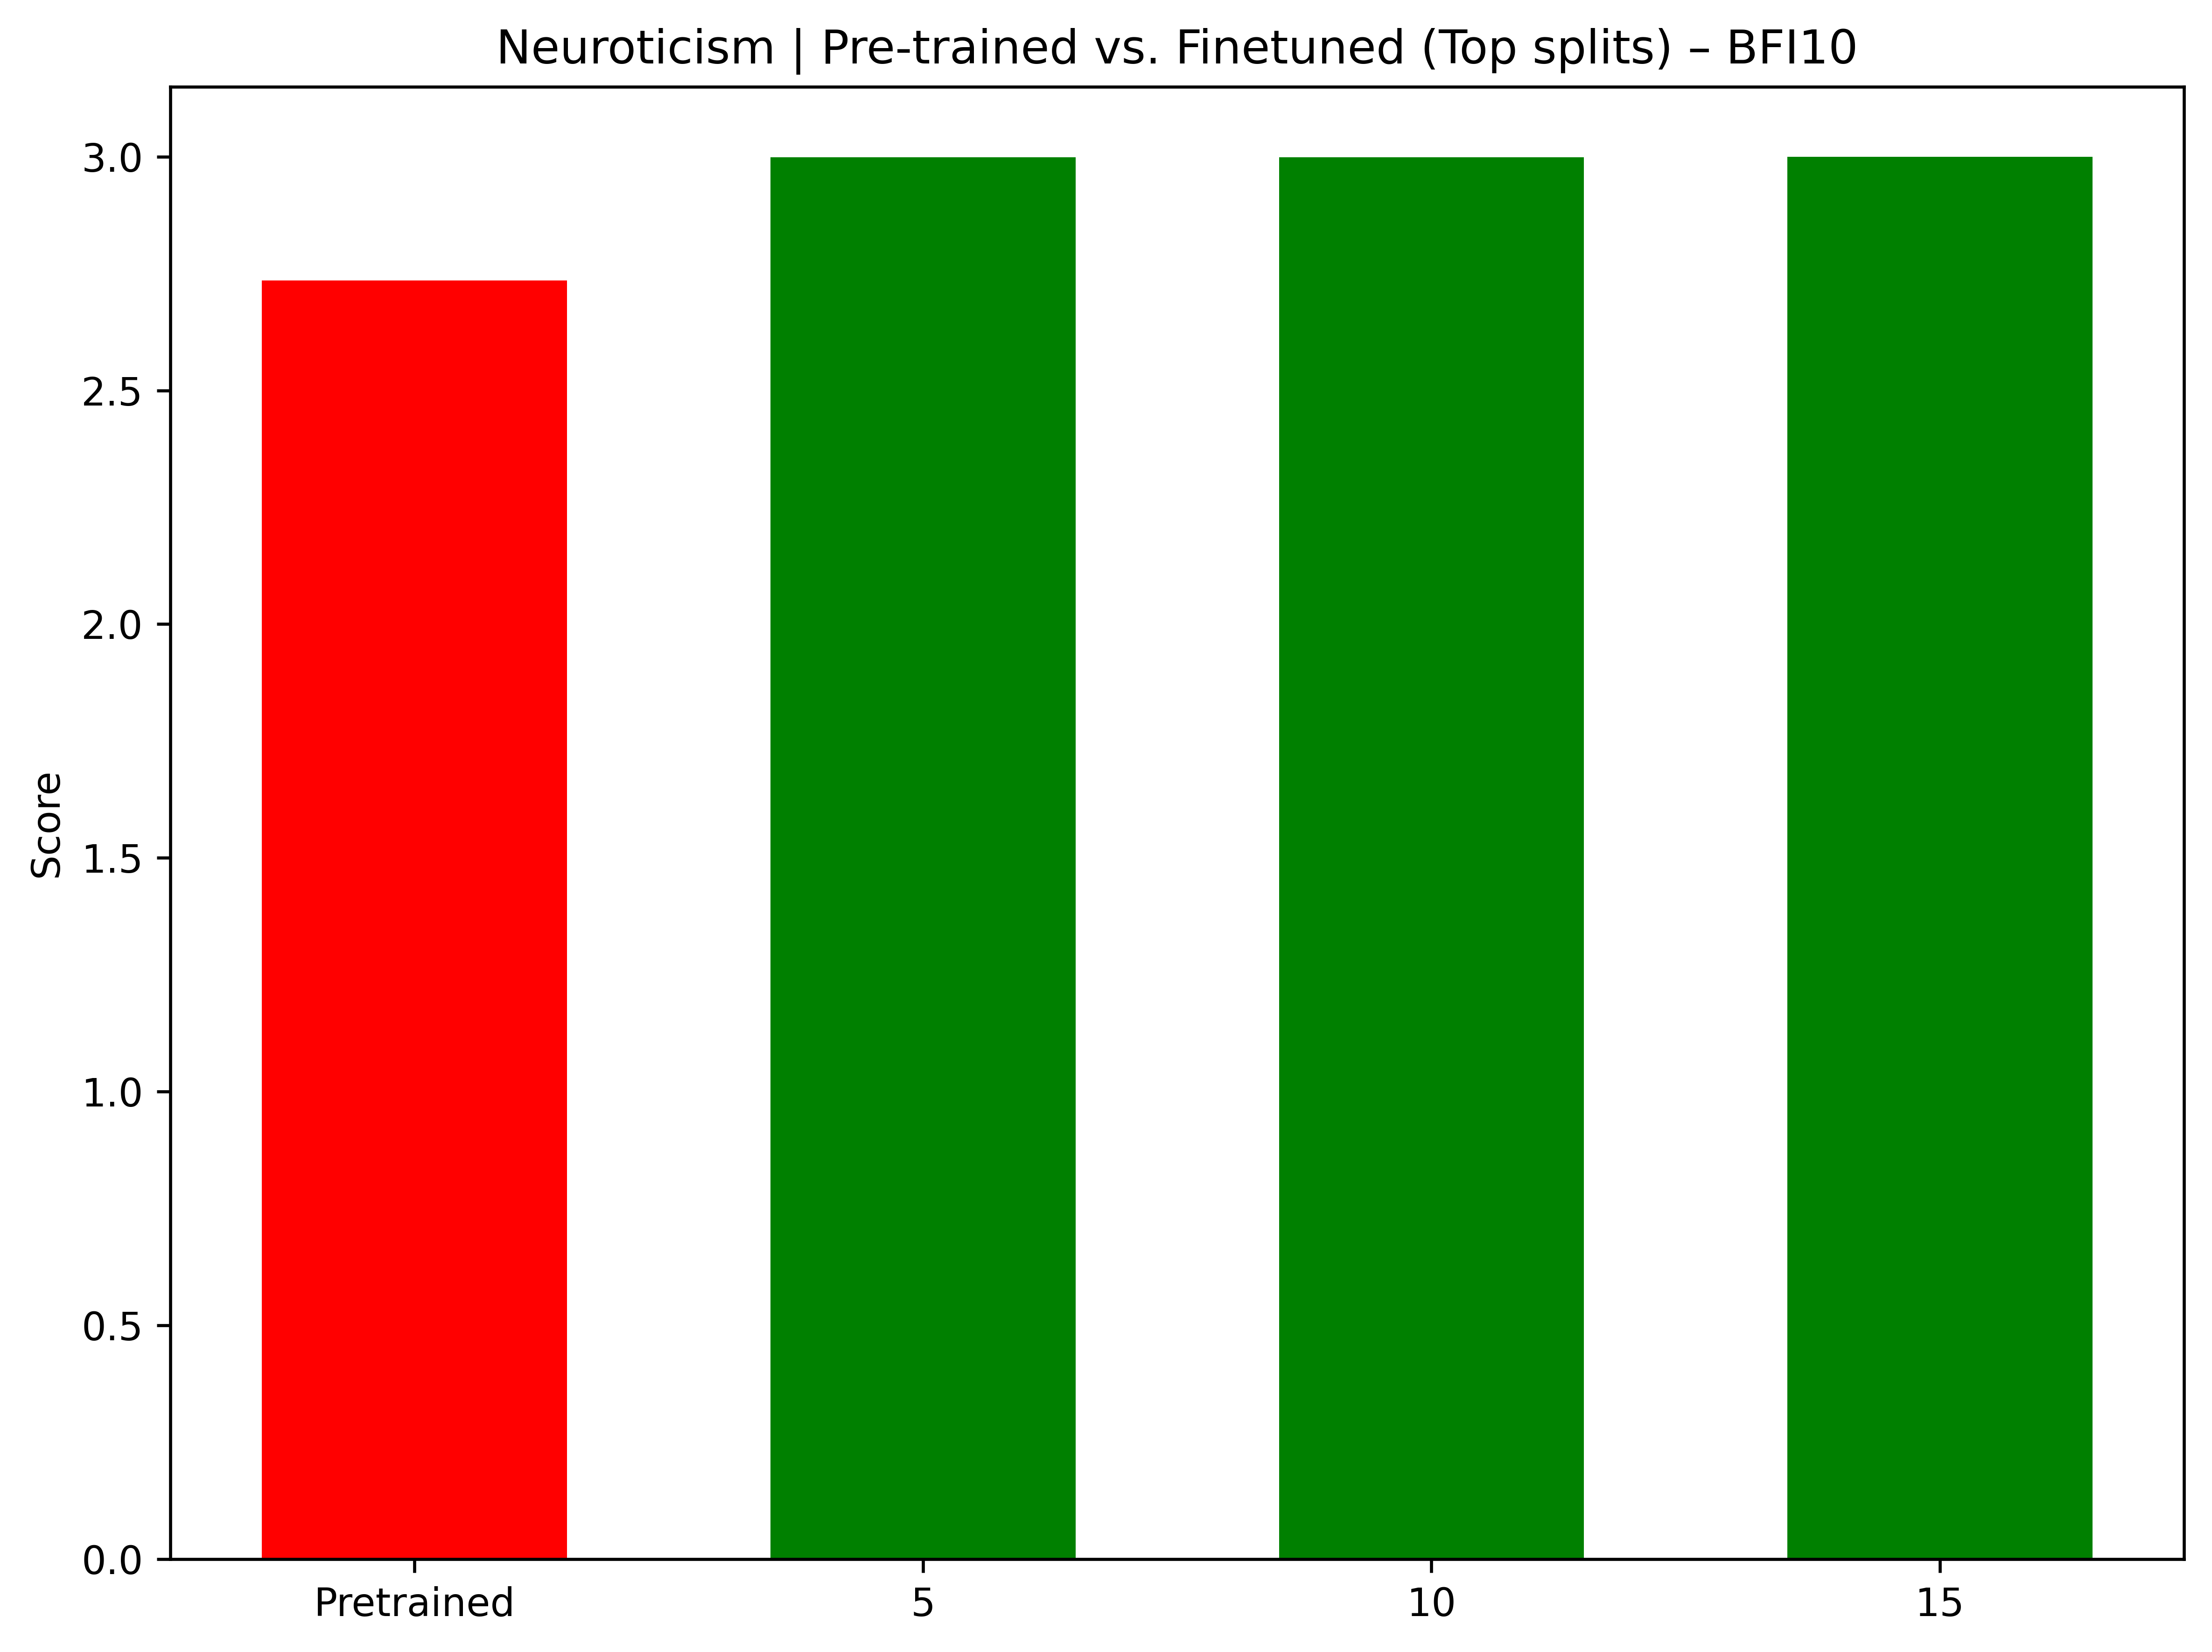 Neuroticism | Pre-trained vs. Finetuned (Top splits) – BFI10
Score
3.0
2.5
2.0
1.5
1.0
0.5
0.0
Pretrained 5 10 15